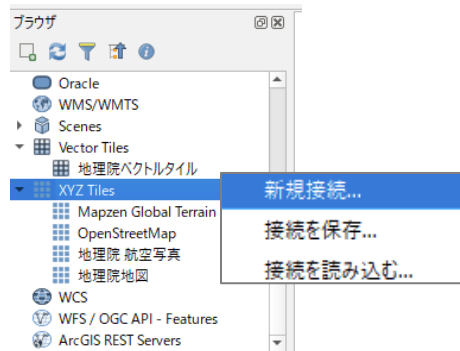 ブラウザ
Oracle
WMS/WMTS
Scenes
Vector Tiles
地理院ベクトルタイル
XYZ Tiles
新規接続...
Mapzen Global Terrain
接続を保存...
OpenStreetMap
地理院 航空写真
接続を読み込む...
地理院地図
WCS
WFS / OGC API - Features
ArcGIS REST Servers